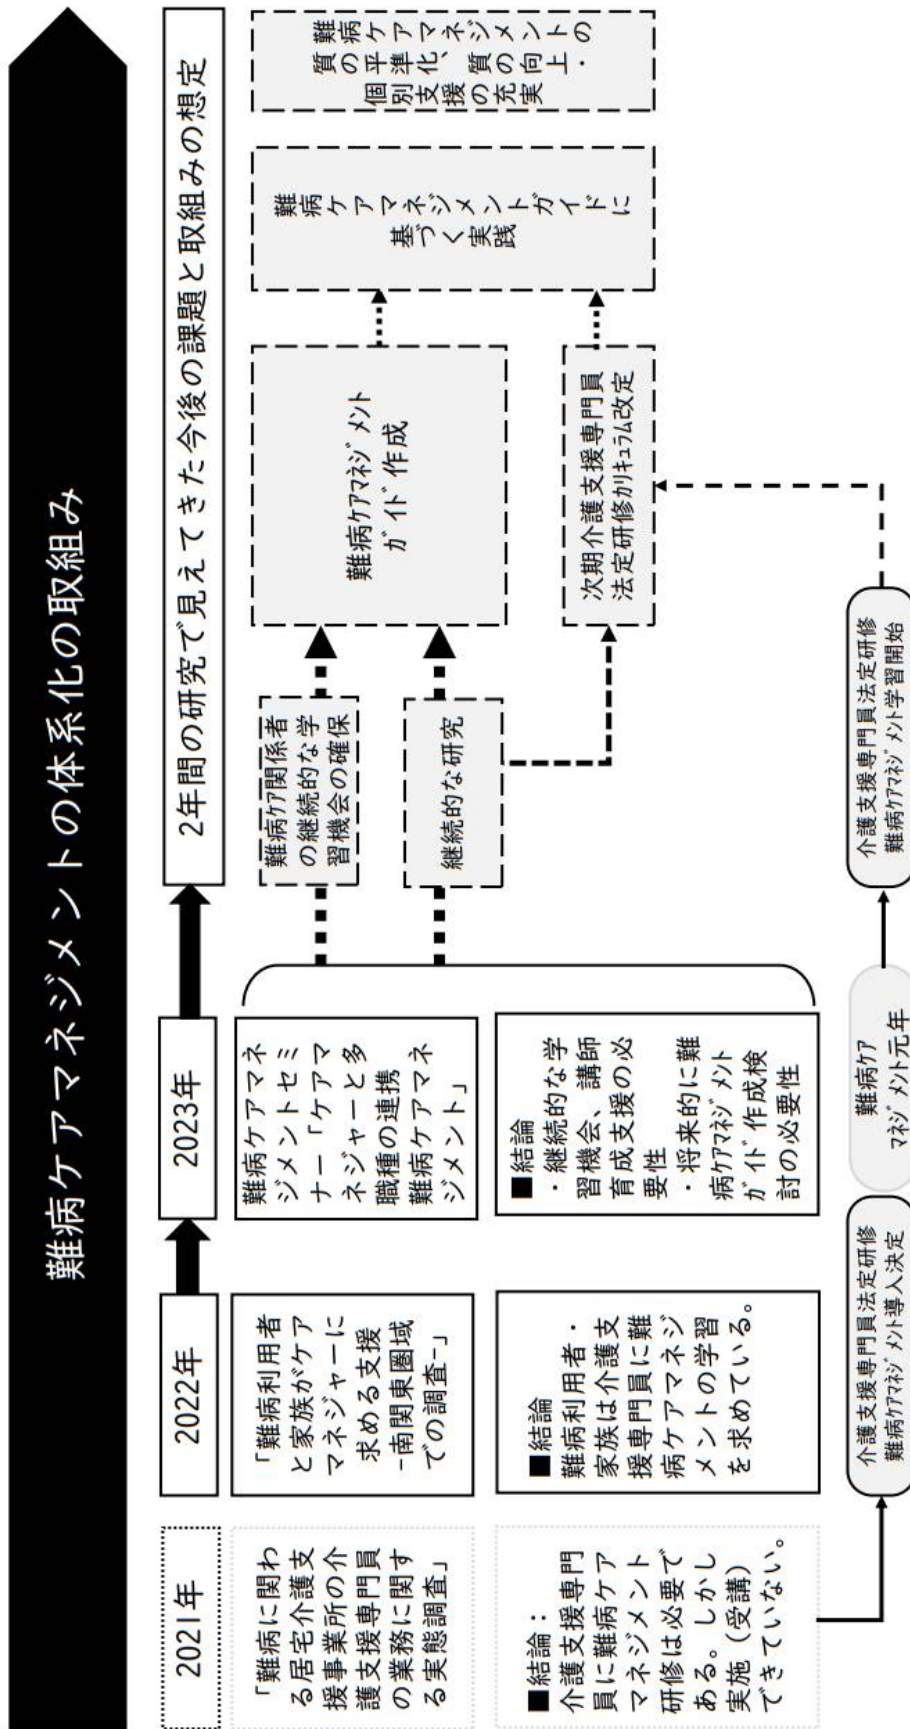 難病ケアマネジメントの体系化の取組み
2021年
2022年
2023年
2年間の研究で見えてきた今後の課題と取組みの想定
「難病に関わ
る居宅介護支
援事業所の介
護支援専門員
の業務に関す
る実態調査」
■結論：
介護支援専門
員に難病ケア
マネジメント
研修は必要で
ある。しかし
実施（受講）
できていない。
「難病利用者
と家族がケア
マネジャーに
求める支援
-南関東圏域
での調査-」
■結論
難病利用者・
家族は介護支
援専門員に難
病ケアマネジ
メントの学習
を求めている。
難病ケアマネ
ジメントセミ
ナー「ケアマ
ネジャーと多
職種の連携
難病ケアマネ
ジメント」
■結論
・継続的な学
習機会、講師
育成支援の必
要性
・将来的に難
病ケアマネジメント
ガイド作成検
討の必要性
難病ケア関係者
の継続的な学
習機会の確保
継続的な研究
難病ケアマネジメント
ガイド作成
次期介護支援専門員
法定研修カリキュラム改定
難病ケアマネジメントガイドに
基づく実践
難病ケアマネジメントの
質の平準化、質の向上・
個別支援の充実
介護支援専門員法定研修
難病ケアマネジメント導入決定
難病ケア
マネジメント元年
介護支援専門員法定研修
難病ケアマネジメント学習開始